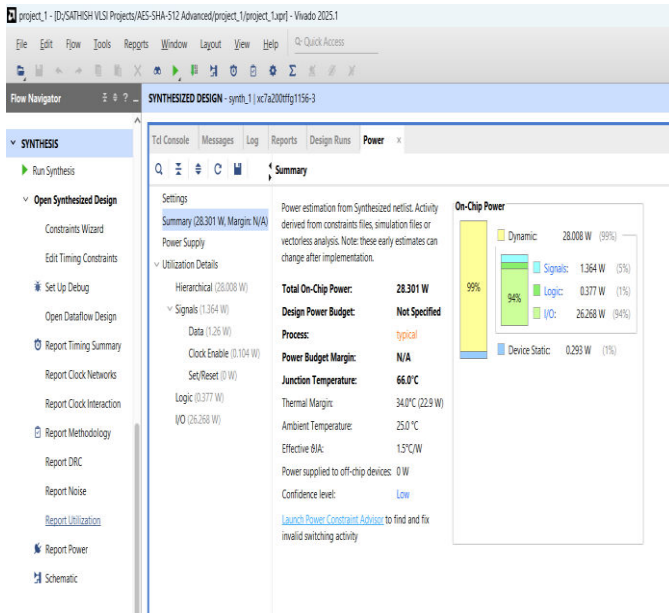 project_1 - [D:/SATHISH VLSI Projects/AES-SHA-512 Advanced/project_1/project_1.xpr] - Vivado 2025.1
File Edit Flow Tools Reports Window Layout View Help Q- Quick Access
Flow Navigator
SYNTHESIZED DESIGN - synth_1 | xc7a200tffg1156-3
SYNTHESIS
Run Synthesis
Open Synthesized Design
Constraints Wizard
Edit Timing Constraints
Set Up Debug
Open Dataflow Design
Report Timing Summary
Report Clock Networks
Report Clock Interaction
Report Methodology
Report DRC
Report Noise
Report Utilization
Report Power
Schematic
Tcl Console Messages Log Reports Design Runs Power
Summary
Settings
Summary (28.301 W, Margin: N/A)
Power Supply
Utilization Details
Hierarchical (28.008 W)
Signals (1.364 W)
Data (1.26 W)
Clock Enable (0.104 W)
Set/Reset (0 W)
Logic (0.377 W)
I/O (26.268 W)
Power estimation from Synthesized netlist. Activity
derived from constraints files, simulation files or
vectorless analysis. Note: these early estimates can
change after implementation.
Total On-Chip Power: 28.301 W
Design Power Budget: Not Specified
Process: typical
Power Budget Margin: N/A
Junction Temperature: 66.0°C
Thermal Margin: 34.0°C (22.9 W)
Ambient Temperature: 25.0 °C
Effective ϑJA: 1.5°C/W
Power supplied to off-chip devices: 0 W
Confidence level: Low
Launch Power Constraint Advisor to find and fix
invalid switching activity
On-Chip Power
Dynamic: 28.008 W (99%)
Signals: 1.364 W (5%)
Logic: 0.377 W (1%)
I/O: 26.268 W (94%)
99%
94%
Device Static: 0.293 W (1%)